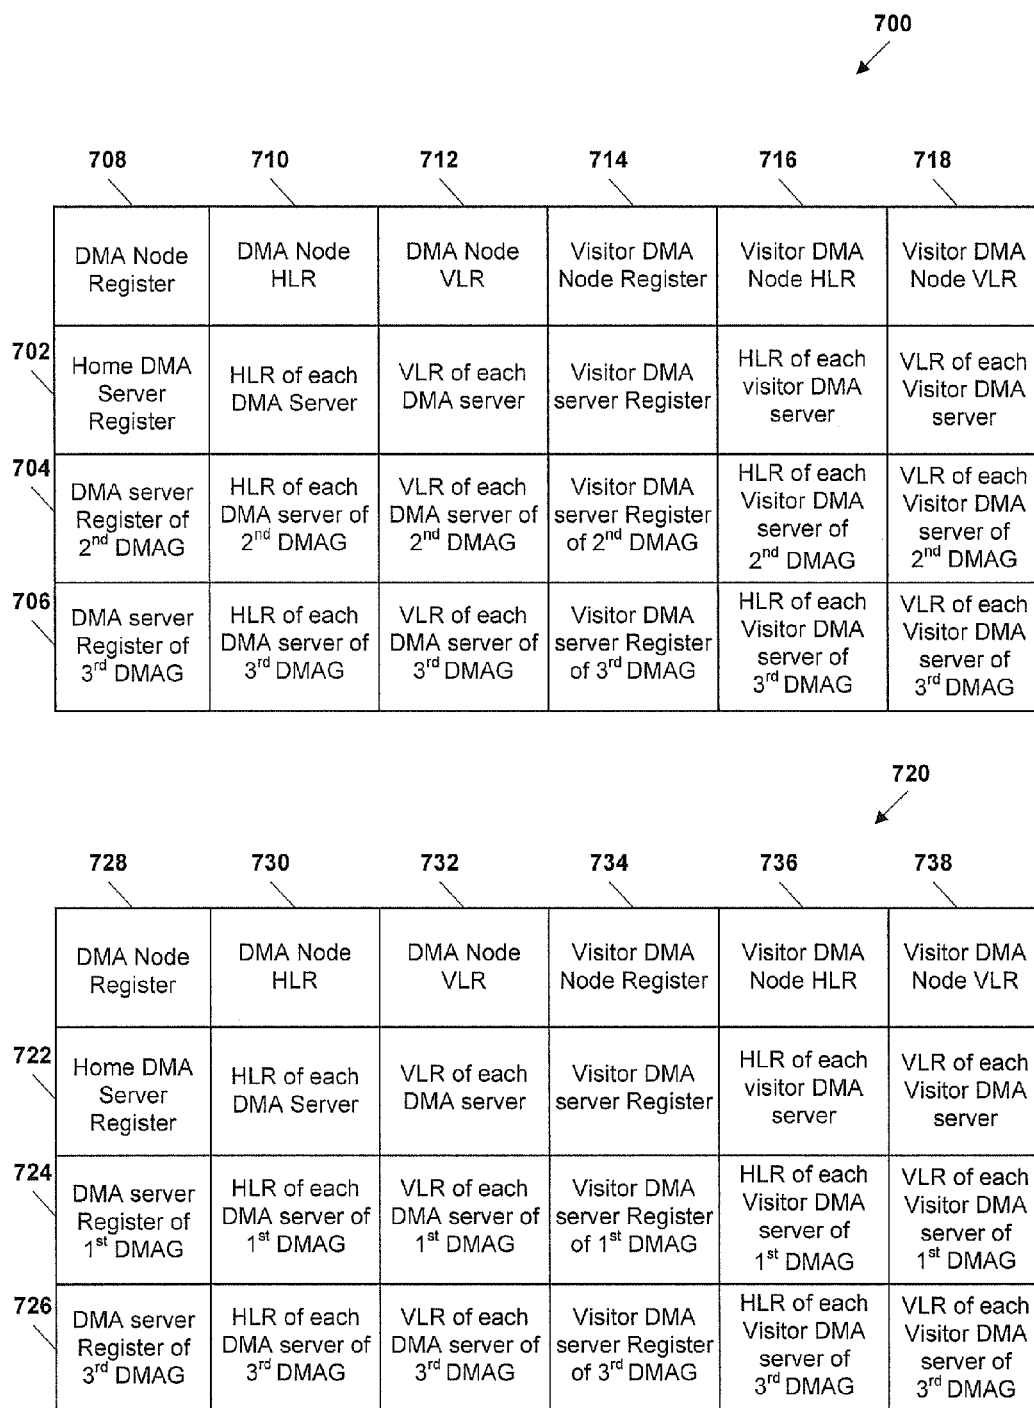 700
708 710 712 714 716 718
DMA Node DMA Node DMA Node Visitor DMA Visitor DMA Visitor DMA
Register HLR VLR Node Register Node HLR Node VLR
702
Home DMA
Server
Register
HLR of each
DMA Server
VLR of each
DMA server
Visitor DMA
server Register
HLR of each
visitor DMA
server
VLR of each
Visitor DMA
server
704
DMA server
Register of
2nd DMAG
HLR of each
DMA server of
2nd DMAG
VLR of each
DMA server of
2nd DMAG
Visitor DMA
server Register
of 2nd DMAG
HLR of each
Visitor DMA
server of
2nd DMAG
VLR of each
Visitor DMA
server of
2nd DMAG
706
DMA server
Register of
3rd DMAG
HLR of each
DMA server of
3rd DMAG
VLR of each
DMA server of
3rd DMAG
Visitor DMA
server Register
of 3rd DMAG
HLR of each
Visitor DMA
server of
3rd DMAG
VLR of each
Visitor DMA
server of
3rd DMAG
720
728 730 732 734 736 738
DMA Node DMA Node DMA Node Visitor DMA Visitor DMA Visitor DMA
Register HLR VLR Node Register Node HLR Node VLR
722
Home DMA
Server
Register
HLR of each
DMA Server
VLR of each
DMA server
Visitor DMA
server Register
HLR of each
visitor DMA
server
VLR of each
Visitor DMA
server
724
DMA server
Register of
1st DMAG
HLR of each
DMA server of
1st DMAG
VLR of each
DMA server of
1st DMAG
Visitor DMA
server Register
of 1st DMAG
HLR of each
Visitor DMA
server of
1st DMAG
VLR of each
Visitor DMA
server of
1st DMAG
726
DMA server
Register of
3rd DMAG
HLR of each
DMA server of
3rd DMAG
VLR of each
DMA server of
3rd DMAG
Visitor DMA
server Register
of 3rd DMAG
HLR of each
Visitor DMA
server of
3rd DMAG
VLR of each
Visitor DMA
server of
3rd DMAG